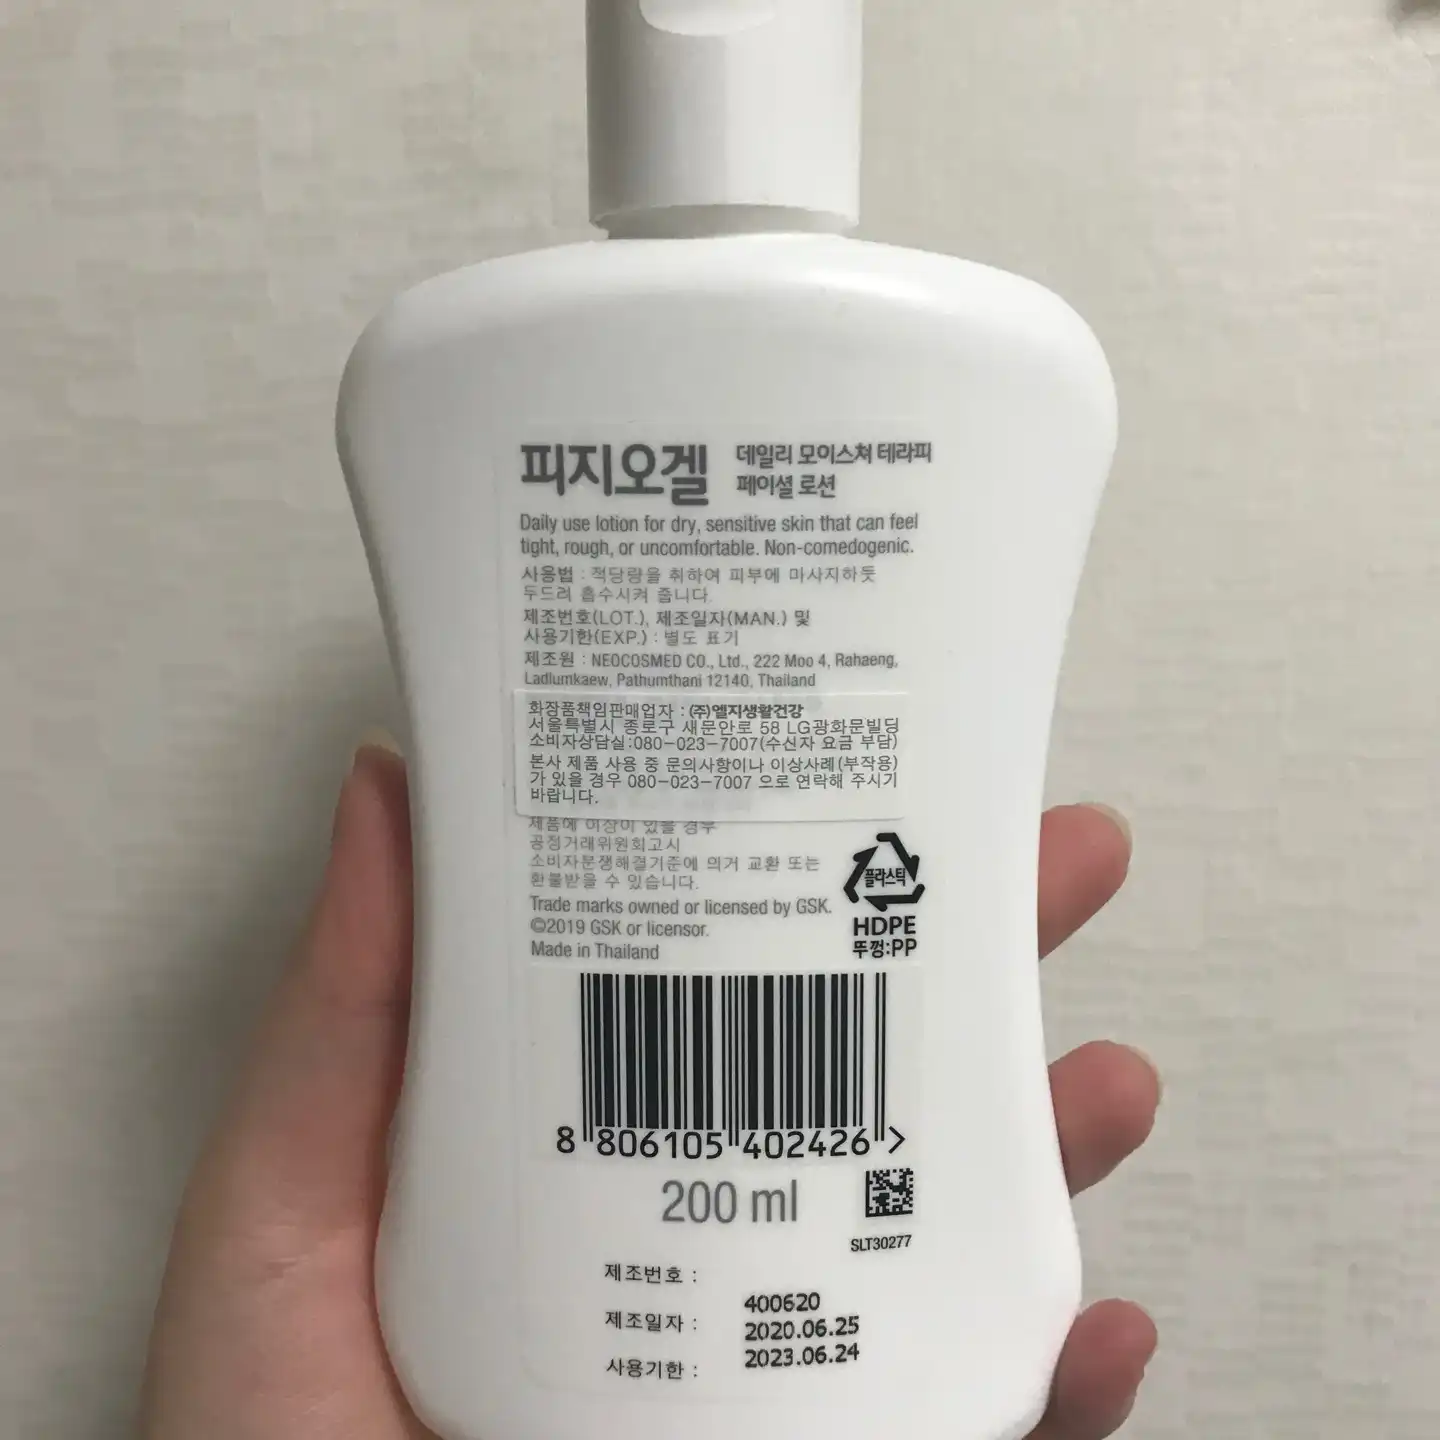 피지오겔
데일리 모이스쳐 테라피
페이셜 로션
Daily use lotion for dry, sensitive skin that can feel
tight, rough, or uncomfortable. Non-comedogenic.
사용법 : 적당량을 취하여 피부에 마사지하듯
두드려 흡수시켜 줍니다.
제조번호(LOT.), 제조일자(MAN.) 및
사용기한(EXP.) : 별도 표기
제조원 : NEOCOSMED CO., Ltd., 222 Moo 4, Rahaeng,
Ladlumkaew, Pathumthani 12140, Thailand
화장품책임판매업자 : (주)엘지생활건강
서울특별시 종로구 새문안로 58 LG광화문빌딩
소비자상담실:080-023-7007(수신자 요금 부담)
본사 제품 사용 중 문의사항이나 이상사례(부작용)
가 있을 경우 080-023-7007 으로 연락해 주시기
바랍니다.
제품에 이상이 있을 경우
공정거래위원회고시
소비자분쟁해결기준에 의거 교환 또는
환불받을 수 있습니다.
Trade marks owned or licensed by GSK.
©2019 GSK or licensor.
Made in Thailand
플라스틱
HDPE
뚜껑:PP
8 806105 402426 >
200 ml
SLT30277
제조번호 : 400620
제조일자 : 2020.06.25
사용기한 : 2023.06.24